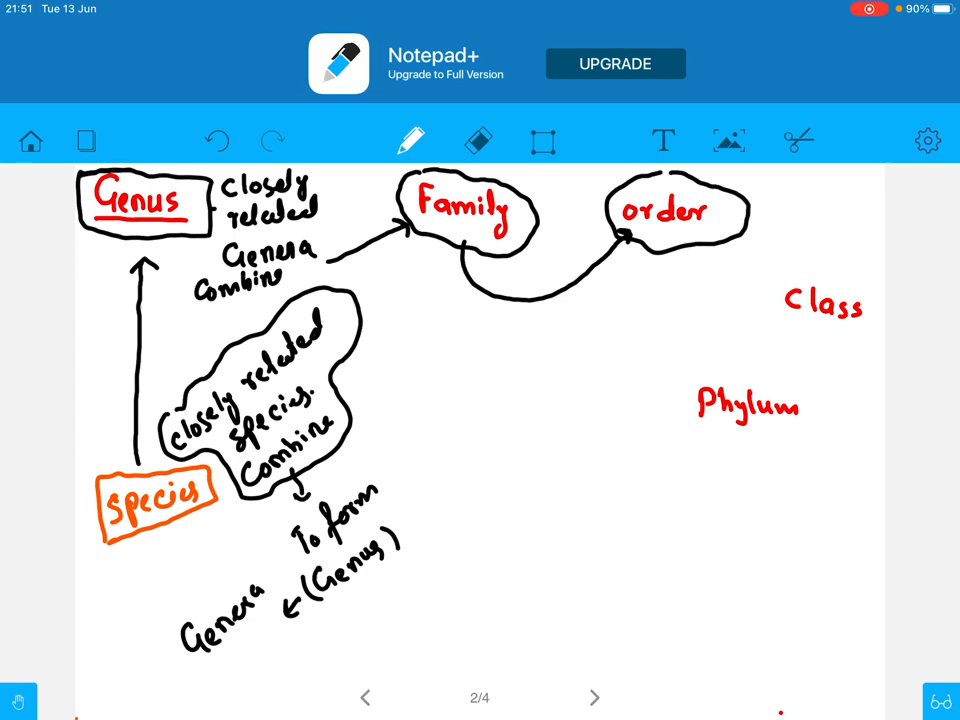 21:51 Tue 13 Jun
90%
Notepad+
Upgrade to Full Version
UPGRADE
T
Genus
Closely
related
Genera
Combine
Family
order
Class
Phylum
closely related
species.
combine
Species
To form
(Genus)
Genera
2/4